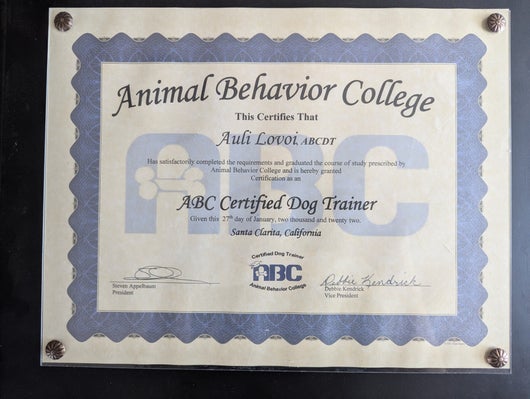 Animal Behavior College
This Certifies That
Auli Lovoi, ABCDT
Has satisfactorily completed the requirements and graduated the course of study prescribed by
Animal Behavior College and is hereby granted
Certification as an
ABC Certified Dog Trainer
Given this 27th day of January, two thousand and twenty two.
Santa Clarita, California
Certified Dog Trainer
ABC
Animal Behavior College
Steven Appelbaum
President
Debbie Kendrick
Debbie Kendrick
Vice President
ABC